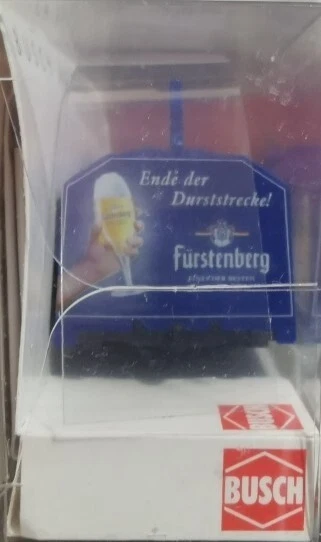 Ende der
Durststrecke!
Fürstenberg
BUSCH
BUSCH